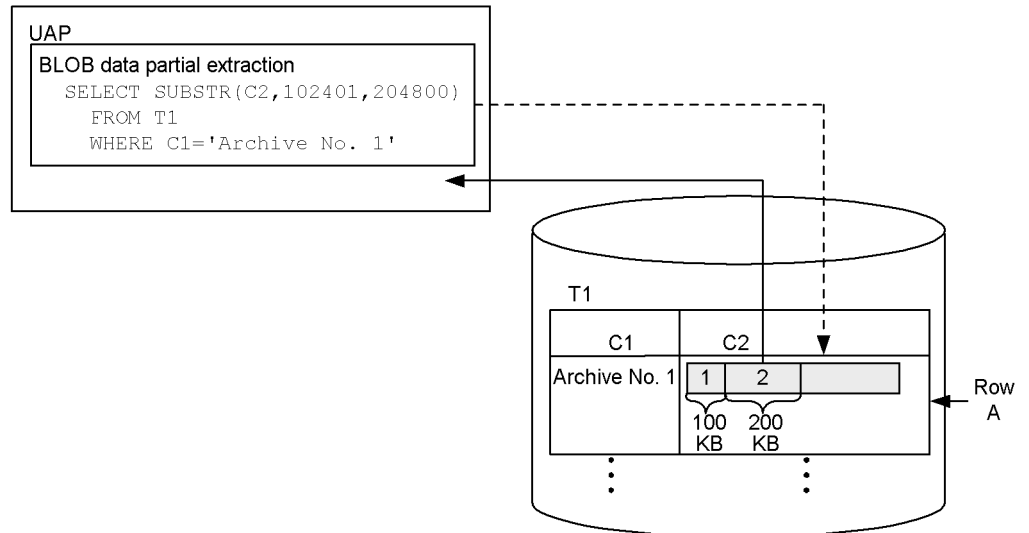 UAP
BLOB data partial extraction
SELECT SUBSTR(C2,102401,204800)
FROM T1
WHERE C1='Archive No. 1'
T1
C1 C2
Archive No. 1 1 2
100 200
KB KB
Row
A